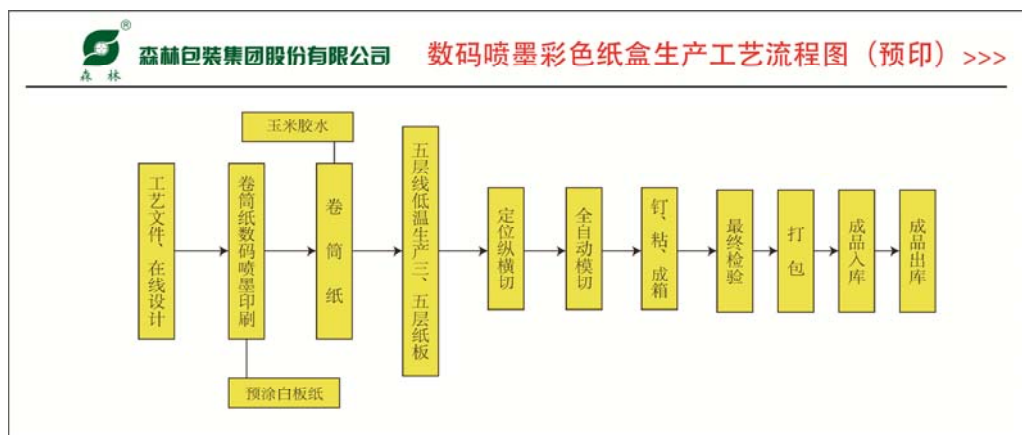 ®
森林
森林包装集团股份有限公司
数码喷墨彩色纸盒生产工艺流程图（预印）>>>
玉米胶水
工艺文件、在线设计
卷筒纸数码喷墨印刷
卷筒纸
五层线低温生产三、五层纸板
定位纵横切
全自动模切
钉、粘、成箱
最终检验
打包
成品入库
成品出库
预涂白板纸